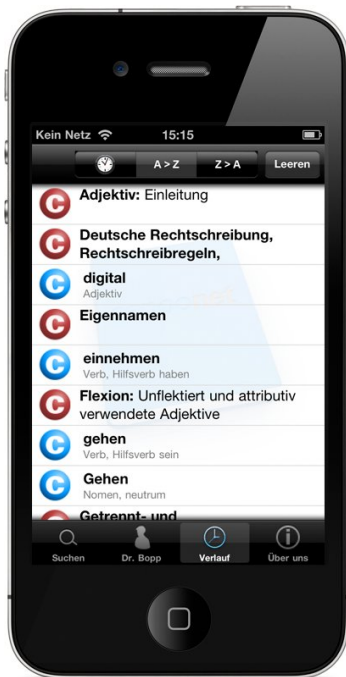 Kein Netz 15:15
A > Z Z > A Leeren
C Adjektiv: Einleitung
C Deutsche Rechtschreibung,
Rechtschreibregeln,
C digital
Adjektiv
C Eigennamen
C einnehmen
Verb, Hilfsverb haben
C Flexion: Unflektiert und attributiv
verwendete Adjektive
C gehen
Verb, Hilfsverb sein
C Gehen
Nomen, neutrum
C Getrennt- und
Suchen Dr. Bopp Verlauf Über uns